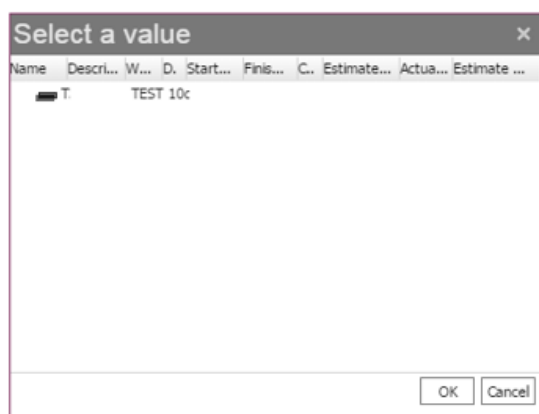 Select a value ×
Name Descri... W... D. Start... Finis... C.. Estimate... Actua... Estimate ...
T. TEST 10c
OK Cancel